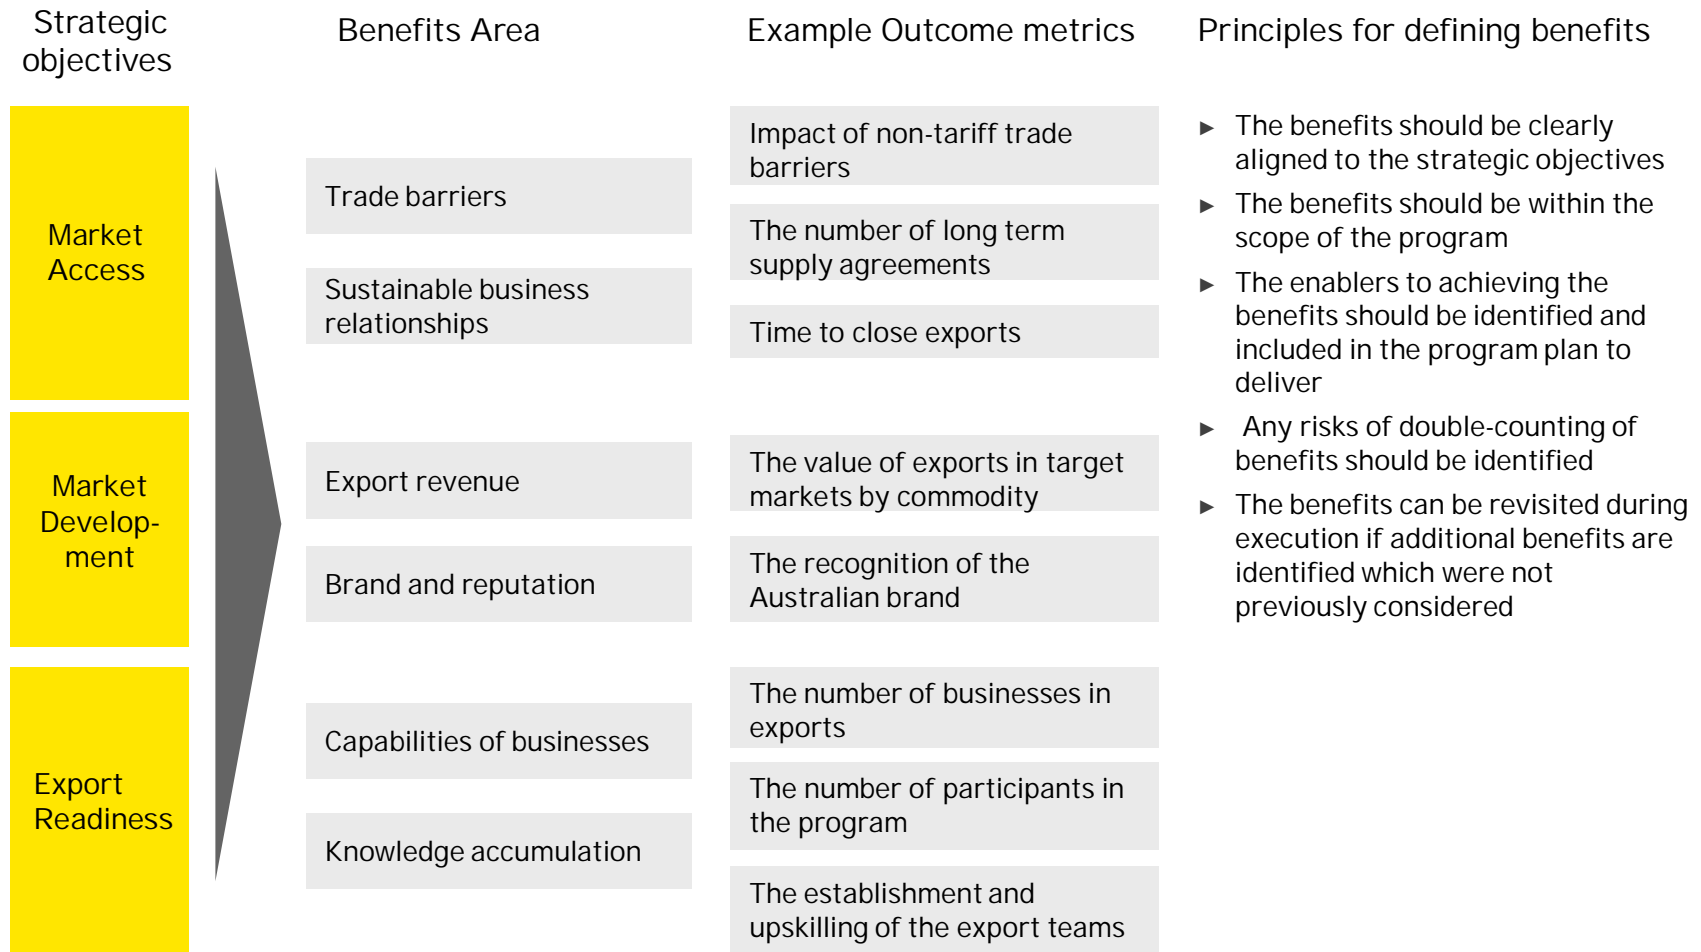 Strategic
objectives
Benefits Area
Example Outcome metrics
Principles for defining benefits
Market
Access
Trade barriers
Sustainable business
relationships
Impact of non-tariff trade
barriers
The number of long term
supply agreements
Time to close exports
Market
Develop-
ment
Export revenue
Brand and reputation
The value of exports in target
markets by commodity
The recognition of the
Australian brand
Export
Readiness
Capabilities of businesses
Knowledge accumulation
The number of businesses in
exports
The number of participants in
the program
The establishment and
upskilling of the export teams
► The benefits should be clearly
aligned to the strategic objectives
► The benefits should be within the
scope of the program
► The enablers to achieving the
benefits should be identified and
included in the program plan to
deliver
► Any risks of double-counting of
benefits should be identified
► The benefits can be revisited during
execution if additional benefits are
identified which were not
previously considered